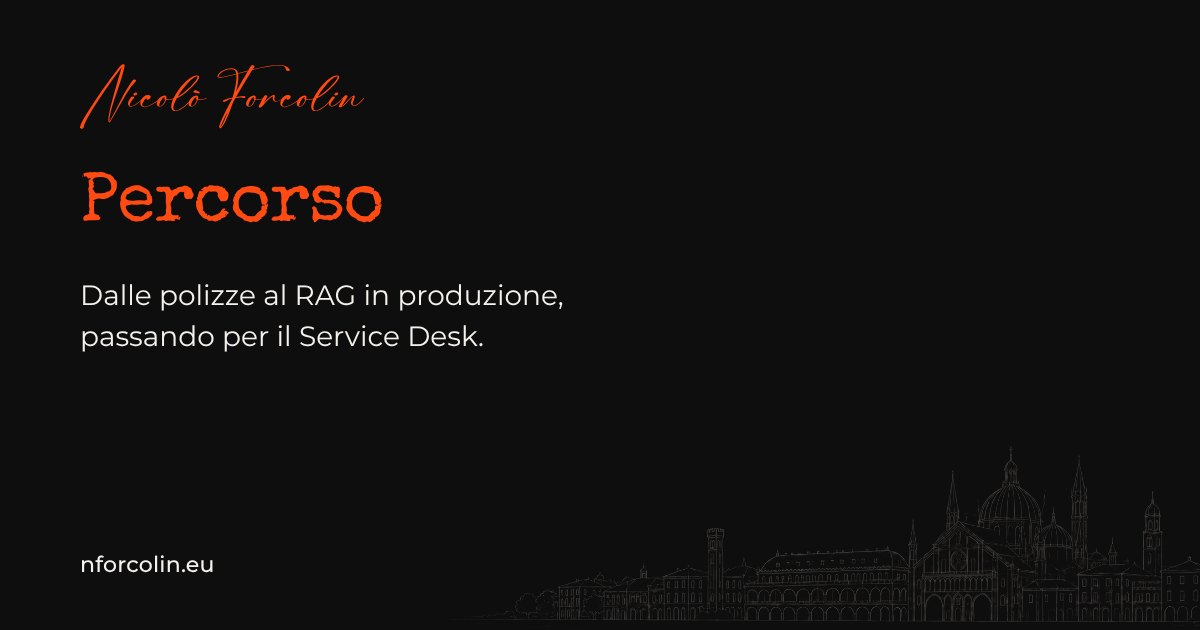 Nicolò Forcolin
Percorso
Dalle polizze al RAG in produzione,
passando per il Service Desk.
nforcolin.eu